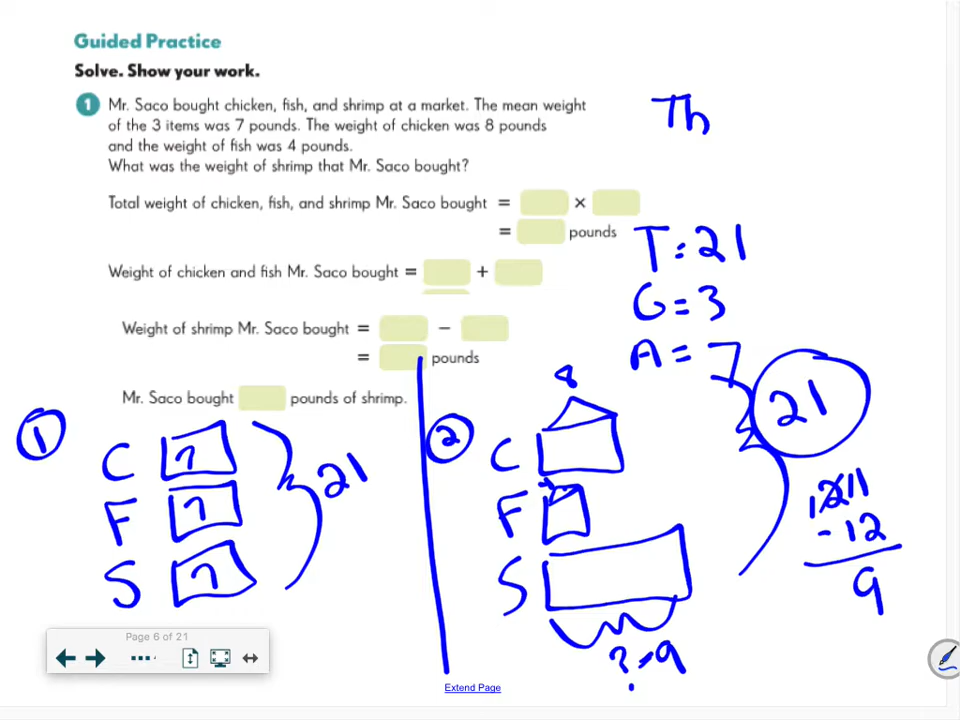 Guided Practice
Solve. Show your work.
1 Mr. Saco bought chicken, fish, and shrimp at a market. The mean weight
of the 3 items was 7 pounds. The weight of chicken was 8 pounds
and the weight of fish was 4 pounds.
What was the weight of shrimp that Mr. Saco bought?
Th
Total weight of chicken, fish, and shrimp Mr. Saco bought = ×
= pounds
T = 21
Weight of chicken and fish Mr. Saco bought = +
G = 3
Weight of shrimp Mr. Saco bought = −
= pounds
A = 7
Mr. Saco bought pounds of shrimp.
1
C 7
F 7
S 7
21
2
8
C
F
S
? = 9
21
- 12
9
Page 6 of 21
Extend Page